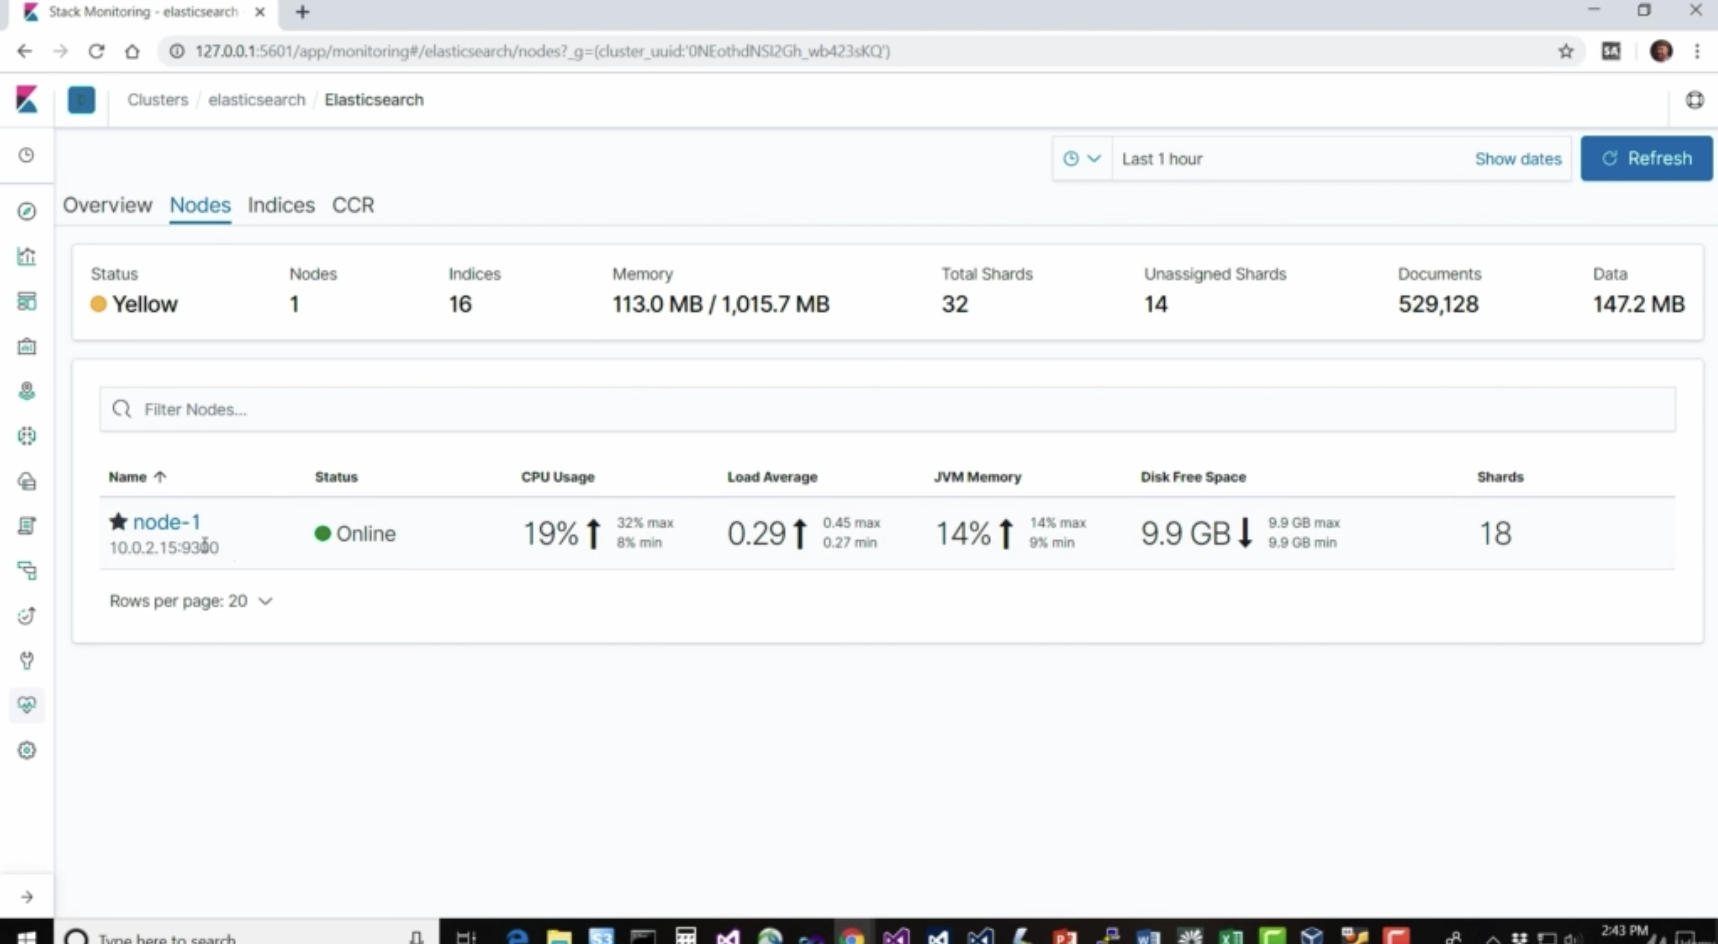 Stack Monitoring - elasticsearch
127.0.0.1:5601/app/monitoring#/elasticsearch/nodes?_g=(cluster_uuid:'0NEothdNSI2Gh_wb423sKQ')
Clusters / elasticsearch / Elasticsearch
Last 1 hour Show dates Refresh
Overview Nodes Indices CCR
Status Nodes Indices Memory Total Shards Unassigned Shards Documents Data
Yellow 1 16 113.0 MB / 1,015.7 MB 32 14 529,128 147.2 MB
Filter Nodes...
Name Status CPU Usage Load Average JVM Memory Disk Free Space Shards
node-1 Online 19% 32% max 0.29 0.45 max 14% 14% max 9.9 GB 9.9 GB max 18
10.0.2.15:9300 8% min 0.27 min 9% min 9.9 GB min
Rows per page: 20
Type here to search
2:43 PM